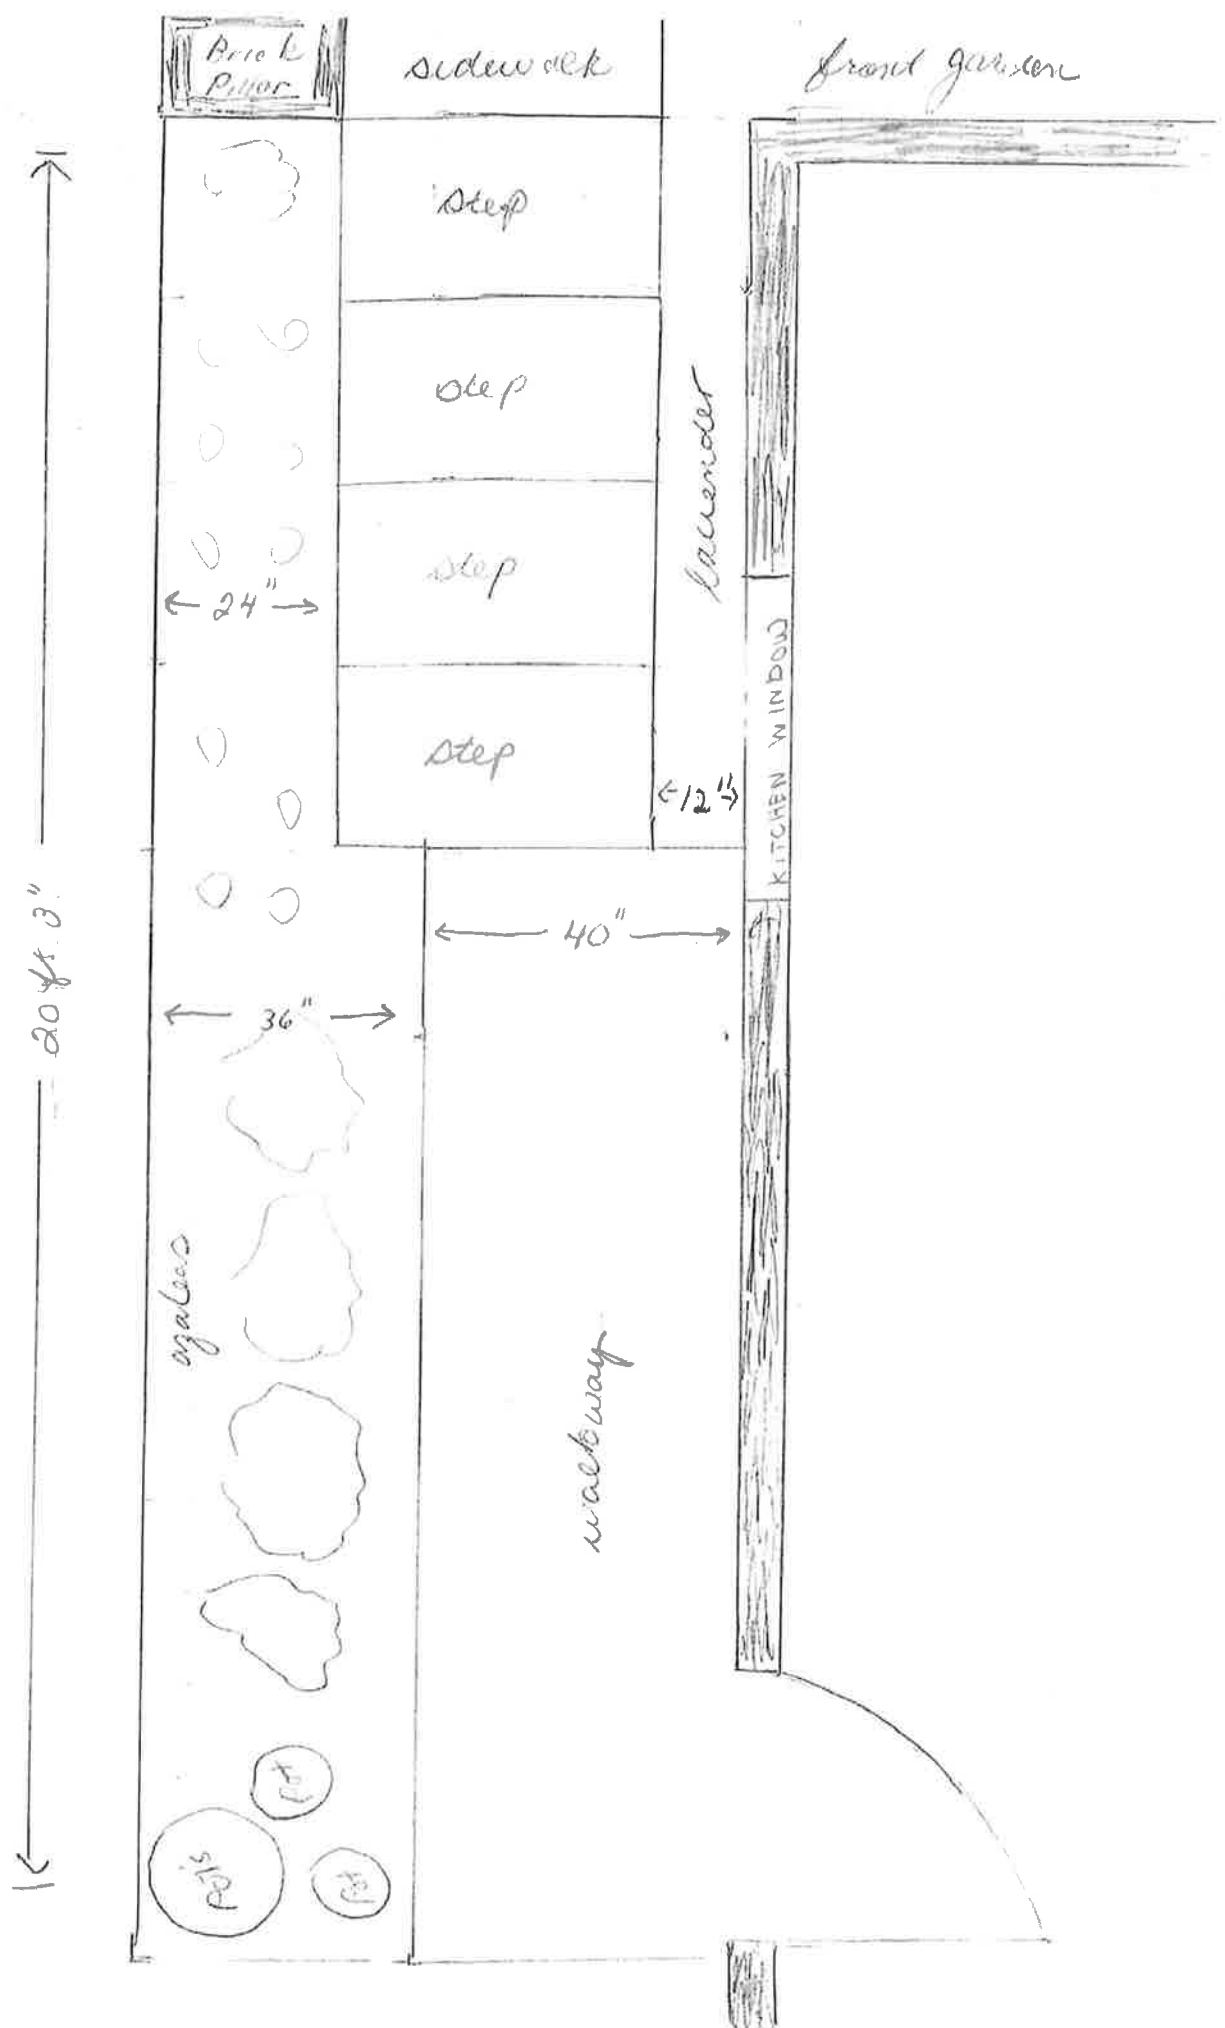 Brick
Pillar
sidewalk
front garden
step
step
lavender
step
24"
KITCHEN WINDOW
step
12"
40"
20 ft. 3"
36"
azaleas
walkway
Pot
Pots
Pot